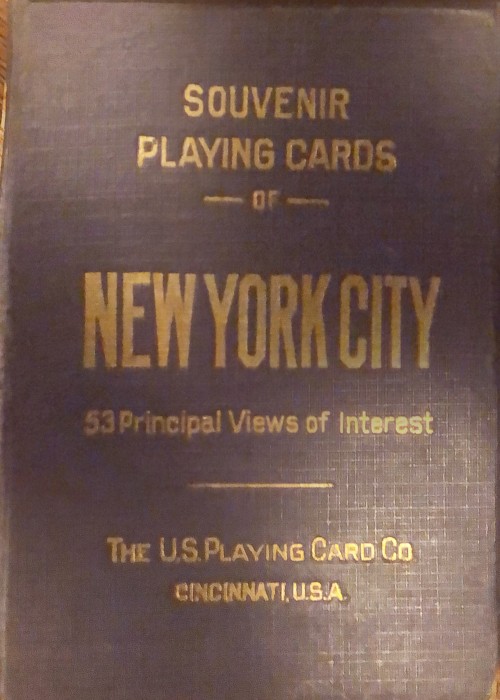 SOUVENIR
PLAYING CARDS
— OF —
NEW YORK CITY
53 Principal Views of Interest
THE U.S. PLAYING CARD CO
CINCINNATI, U.S.A.